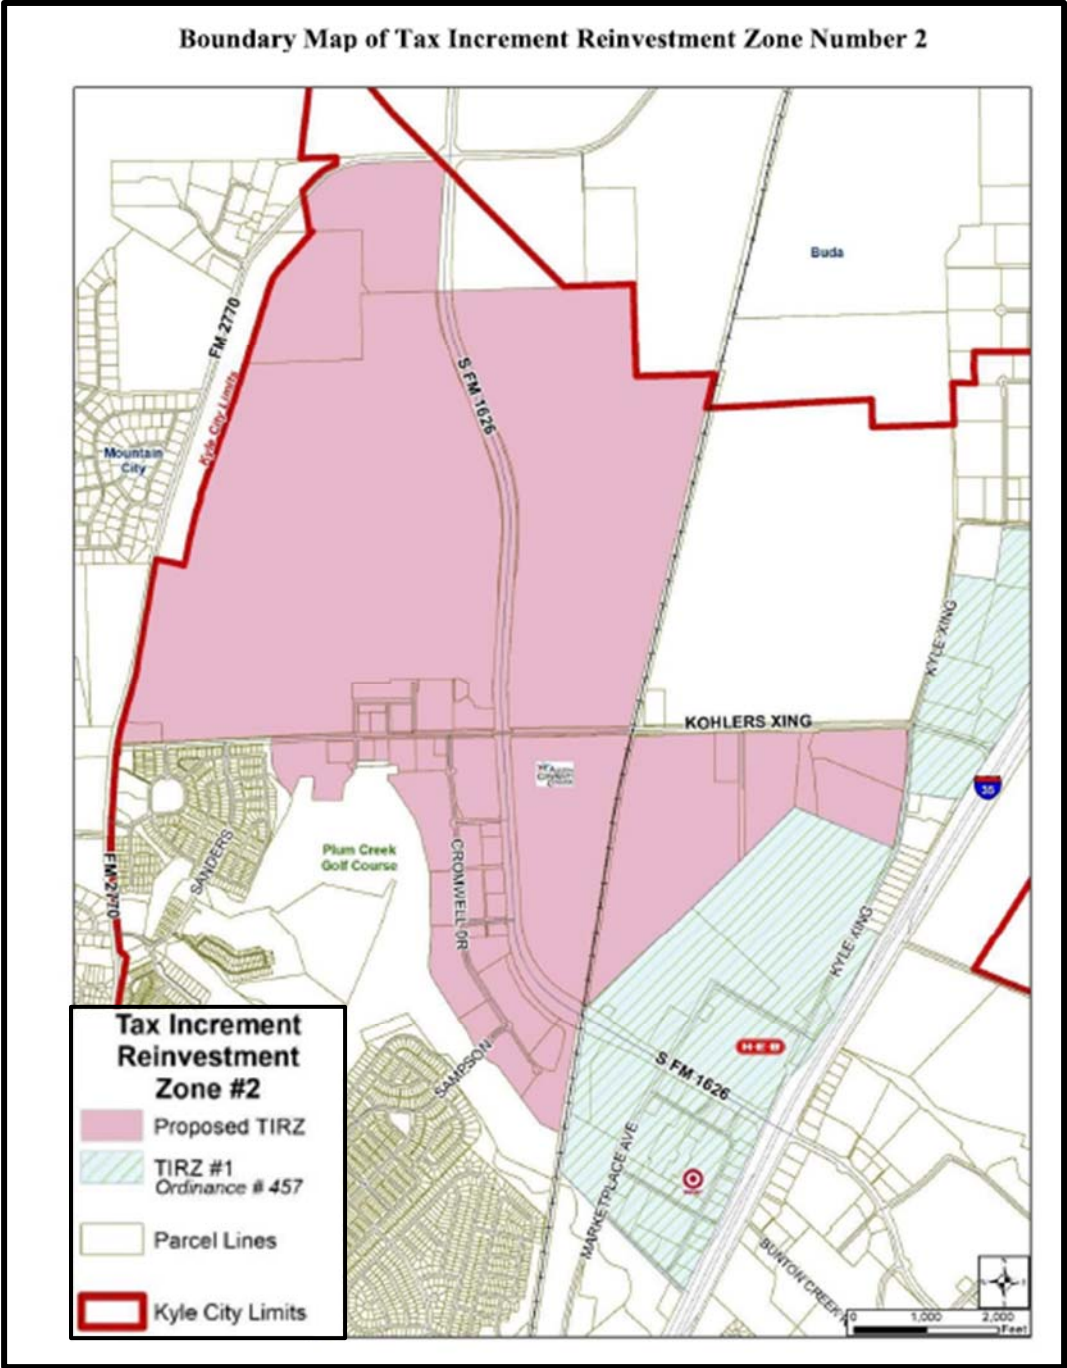 Boundary Map of Tax Increment Reinvestment Zone Number 2
Buda
FM 2770
S FM 1626
Kyle City Limits
Mountain
City
KYLE XING
KOHLERS XING
35
SANDERS
Plum Creek
Golf Course
CROMWELL DR
FM 2770
KYLE XING
H-E-B
SAMPSON
S FM 1626
MARKETPLACE AVE
Tax Increment
Reinvestment
Zone #2
Proposed TIRZ
TIRZ #1
Ordinance # 457
Parcel Lines
Kyle City Limits
BUNTON CREEK
0 1,000 2,000
Feet